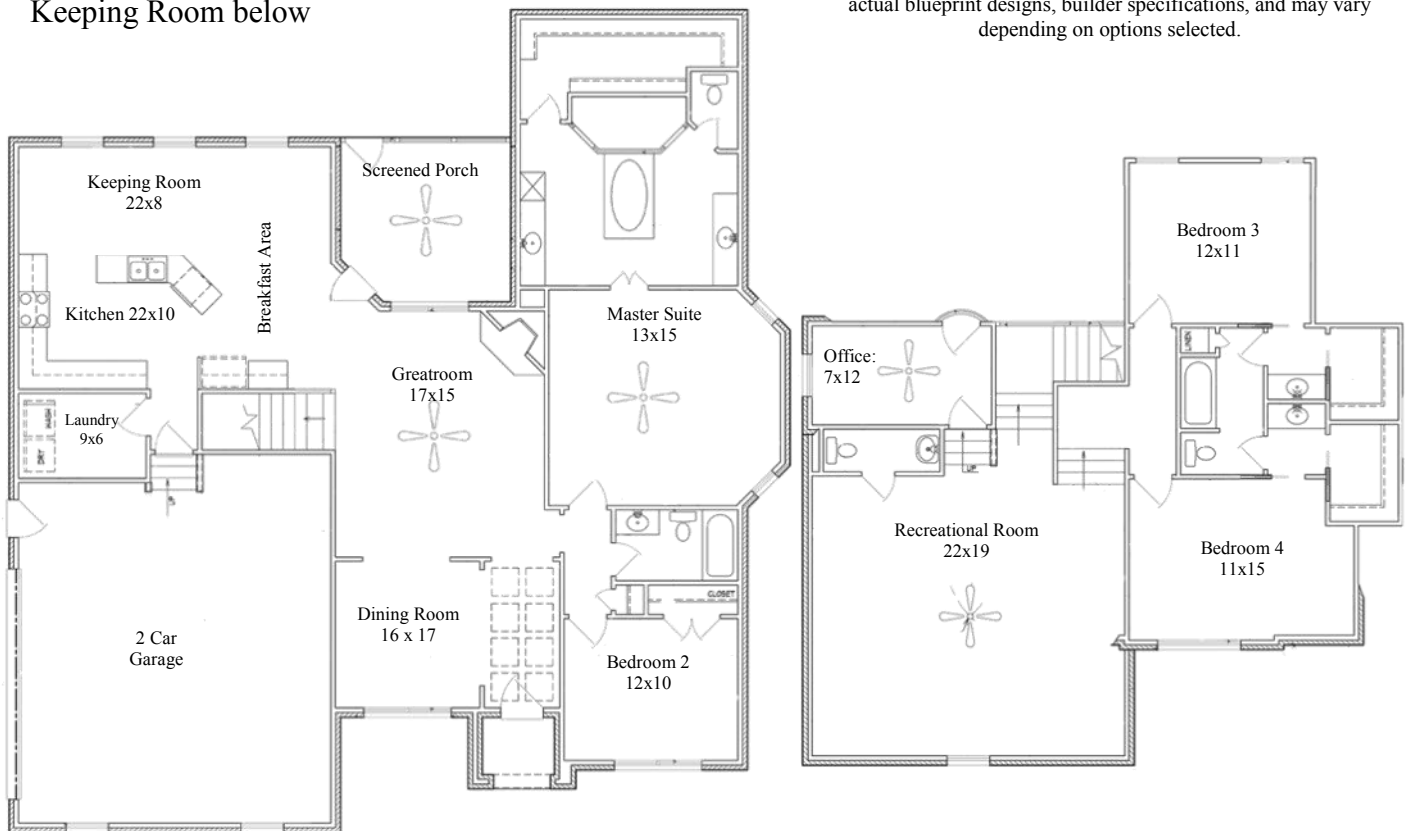 Keeping Room below
actual blueprint designs, builder specifications, and may vary
depending on options selected.
Keeping Room
22x8
Screened Porch
Breakfast Area
Kitchen 22x10
Master Suite
13x15
Greatroom
17x15
Laundry
9x6
WASH
DRY
UP
Dining Room
16 x 17
2 Car
Garage
CLOSET
Bedroom 2
12x10
Bedroom 3
12x11
Office:
7x12
LINEN
UP
Recreational Room
22x19
Bedroom 4
11x15